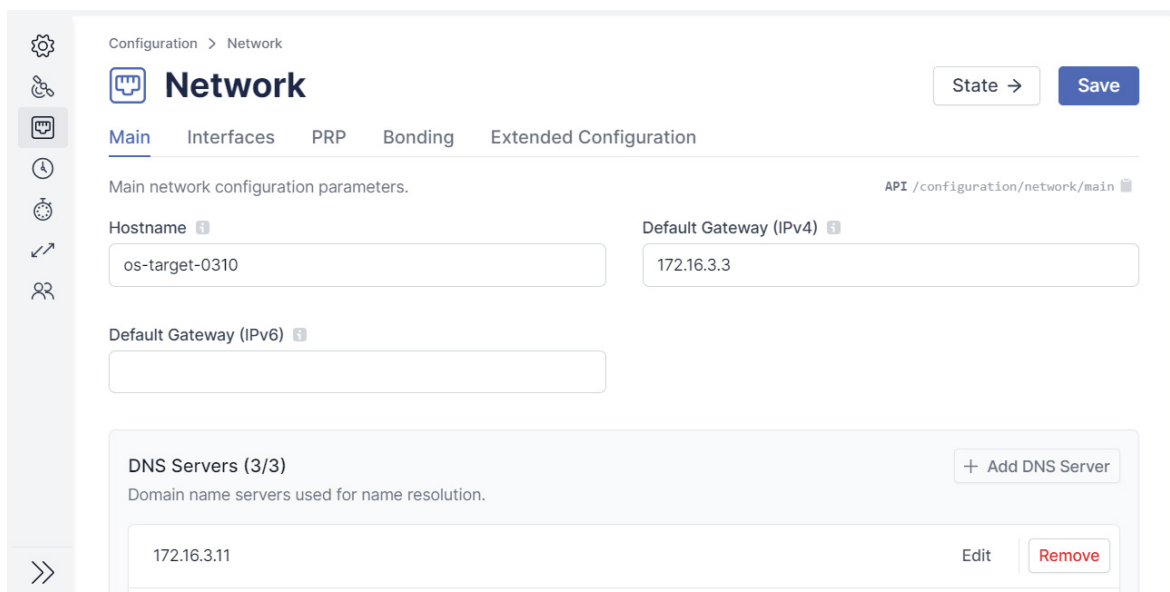 Configuration > Network
Network
State →
Save
Main Interfaces PRP Bonding Extended Configuration
Main network configuration parameters.
API /configuration/network/main
Hostname
Default Gateway (IPv4)
os-target-0310
172.16.3.3
Default Gateway (IPv6)
DNS Servers (3/3)
+ Add DNS Server
Domain name servers used for name resolution.
172.16.3.11
Edit
Remove